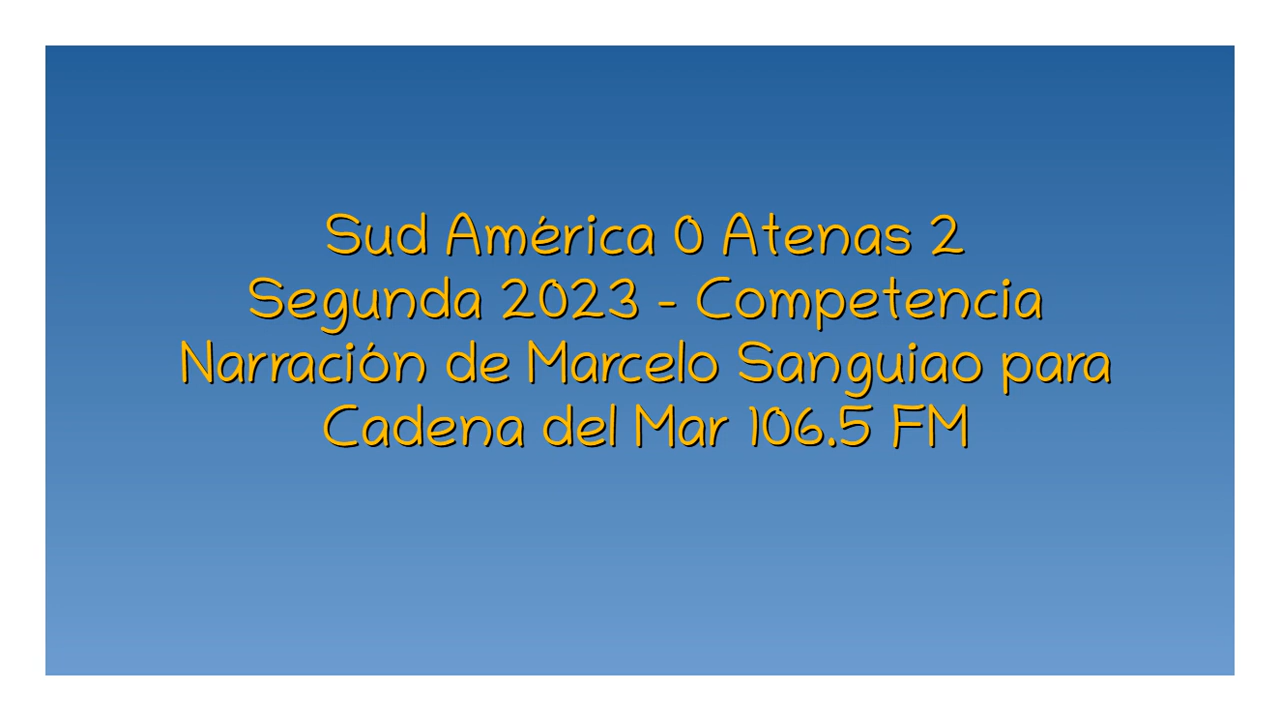 Sud América 0 Atenas 2
Segunda 2023 - Competencia
Narración de Marcelo Sanguiao para
Cadena del Mar 106.5 FM